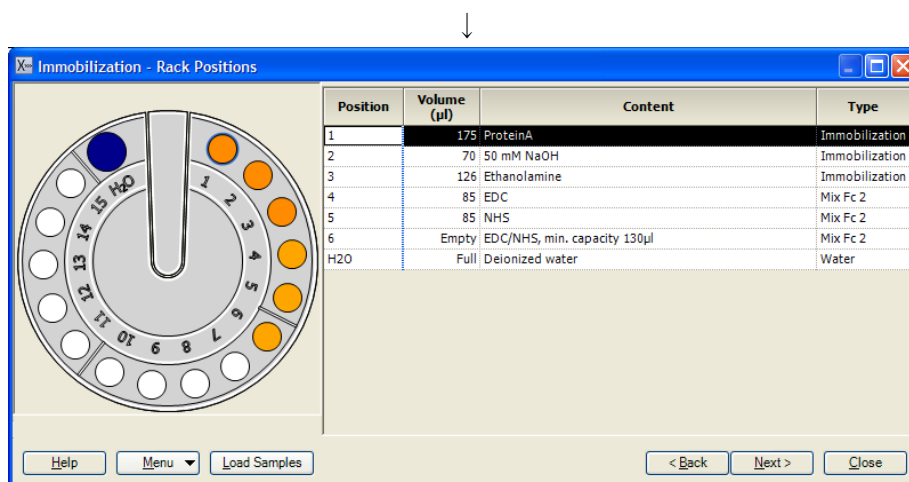 ↓
Immobilization - Rack Positions
Position Volume (µl) Content Type
1 175 ProteinA Immobilization
2 70 50 mM NaOH Immobilization
3 126 Ethanolamine Immobilization
4 85 EDC Mix Fc 2
5 85 NHS Mix Fc 2
6 Empty EDC/NHS, min. capacity 130µl Mix Fc 2
H2O Full Deionized water Water
H₂O 1 2 3 4 5 6 7 8 9 10 11 12 13 14 15
Help Menu Load Samples < Back Next > Close